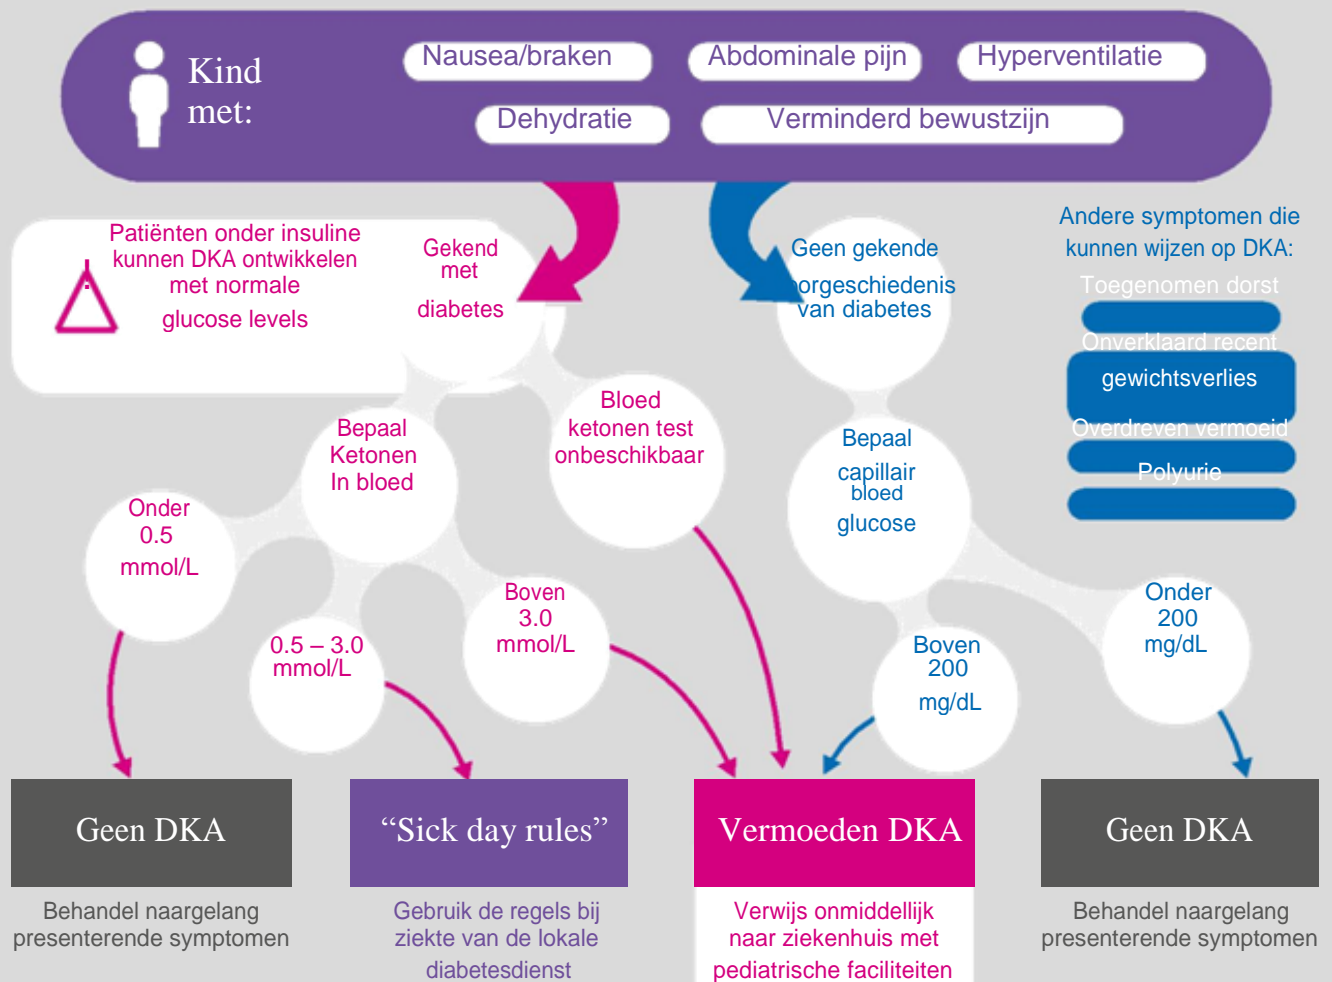 Kind
met:
Nausea/braken
Abdominale pijn
Hyperventilatie
Dehydratie
Verminderd bewustzijn
Patiënten onder insuline
kunnen DKA ontwikkelen
met normale
glucose levels
!
Gekend
met
diabetes
Geen gekende
oorgeschiedenis
van diabetes
Andere symptomen die
kunnen wijzen op DKA:
Toegenomen dorst
Onverklaard recent
gewichtsverlies
Overdreven vermoeid
Polyurie
Bepaal
Ketonen
In bloed
Bloed
ketonen test
onbeschikbaar
Bepaal
capillair
bloed
glucose
Onder
0.5
mmol/L
0.5 – 3.0
mmol/L
Boven
3.0
mmol/L
Boven
200
mg/dL
Onder
200
mg/dL
Geen DKA
Behandel naargelang
presenterende symptomen
“Sick day rules”
Gebruik de regels bij
ziekte van de lokale
diabetesdienst
Vermoeden DKA
Verwijs onmiddellijk
naar ziekenhuis met
pediatrische faciliteiten
Geen DKA
Behandel naargelang
presenterende symptomen